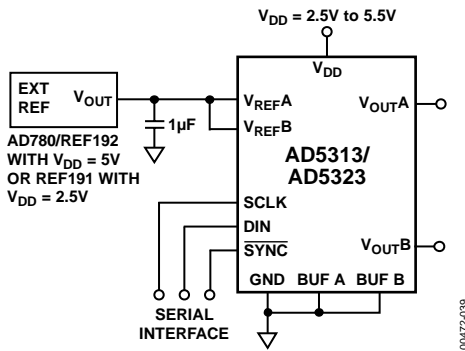 VDD = 2.5V to 5.5V
EXT
REF
VOUT
1µF
AD780/REF192
WITH VDD = 5V
OR REF191 WITH
VDD = 2.5V
VDD
VREFA
VREFB
VOUTA
AD5313/
AD5323
SCLK
DIN
SYNC
VOUTB
GND BUF A BUF B
SERIAL
INTERFACE
00472-039